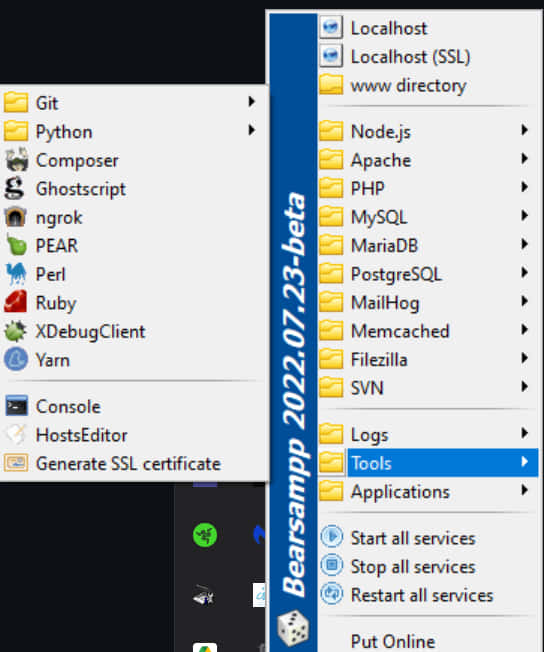 Localhost
Localhost (SSL)
www directory
Node.js
Apache
PHP
MySQL
MariaDB
PostgreSQL
MailHog
Memcached
Filezilla
SVN
Logs
Tools
Applications
Start all services
Stop all services
Restart all services
Put Online
Bearsampp 2022.07.23-beta
Git
Python
Composer
Ghostscript
ngrok
PEAR
Perl
Ruby
XDebugClient
Yarn
Console
HostsEditor
Generate SSL certificate